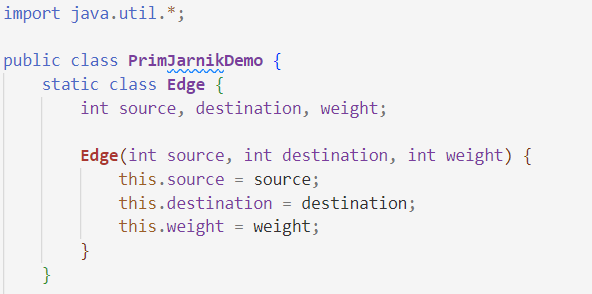 import java.util.*;
public class PrimJarnikDemo {
static class Edge {
int source, destination, weight;
Edge(int source, int destination, int weight) {
this.source = source;
this.destination = destination;
this.weight = weight;
}
}